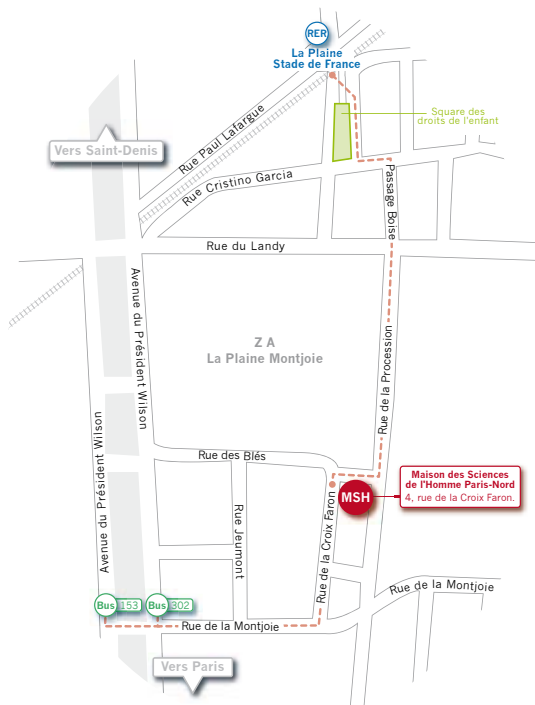 RER
La Plaine
Stade de France
Square des
droits de l'enfant
Rue Paul Lafargue
Vers Saint-Denis
Rue Cristino Garcia
Passage Boise
Rue du Landy
Avenue du Président Wilson
Z A
La Plaine Montjoie
Rue de la Procession
Avenue du Président Wilson
Rue des Blés
Maison des Sciences
de l'Homme Paris-Nord
4, rue de la Croix Faron.
MSH
Rue Jeumont
Rue de la Croix Faron
Rue de la Montjoie
Bus 153
Bus 302
Rue de la Montjoie
Vers Paris